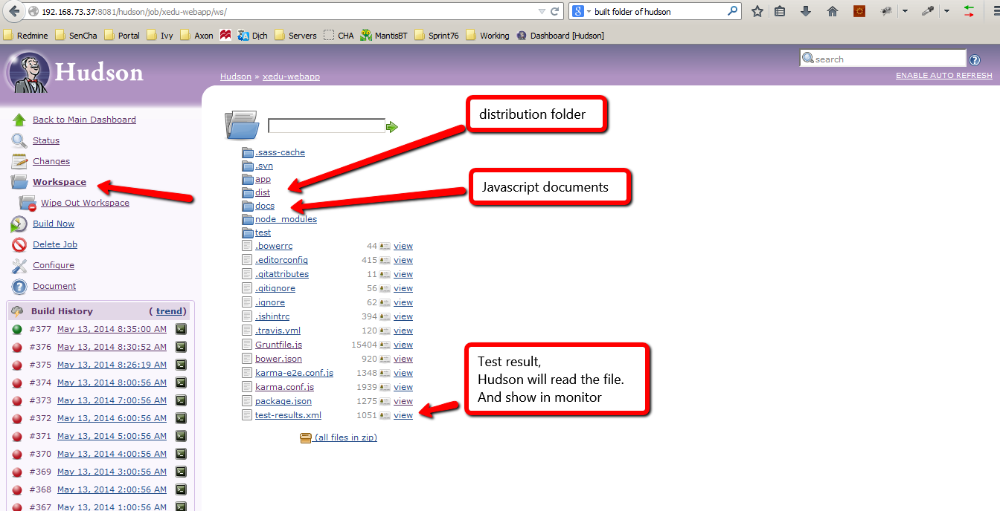 192.168.73.37:8081/hudson/job/xedu-webapp/ws/
built folder of hudson
Redmine SenCha Portal Ivy Axon Dịch Servers CHA MantisBT Sprint76 Working Dashboard [Hudson]
Hudson
search
Hudson » xedu-webapp
ENABLE AUTO REFRESH
Back to Main Dashboard
Status
Changes
Workspace
Wipe Out Workspace
Build Now
Delete Job
Configure
Document
Build History (trend)
#377 May 13, 2014 8:35:00 AM
#376 May 13, 2014 8:30:52 AM
#375 May 13, 2014 8:26:19 AM
#374 May 13, 2014 8:00:56 AM
#373 May 13, 2014 7:00:56 AM
#372 May 13, 2014 6:00:56 AM
#371 May 13, 2014 5:00:56 AM
#370 May 13, 2014 4:00:56 AM
#369 May 13, 2014 3:00:56 AM
#368 May 13, 2014 2:00:56 AM
#367 May 13, 2014 1:00:56 AM
.sass-cache
.svn
app
dist
docs
node_modules
test
.bowerrc 44 view
.editorconfig 415 view
.gitattributes 11 view
.gitignore 56 view
.ignore 62 view
.jshintrc 394 view
.travis.yml 120 view
Gruntfile.js 15404 view
bower.json 920 view
karma-e2e.conf.js 1348 view
karma.conf.js 1939 view
package.json 1275 view
test-results.xml 1051 view
(all files in zip)
distribution folder
Javascript documents
Test result,
Hudson will read the file.
And show in monitor